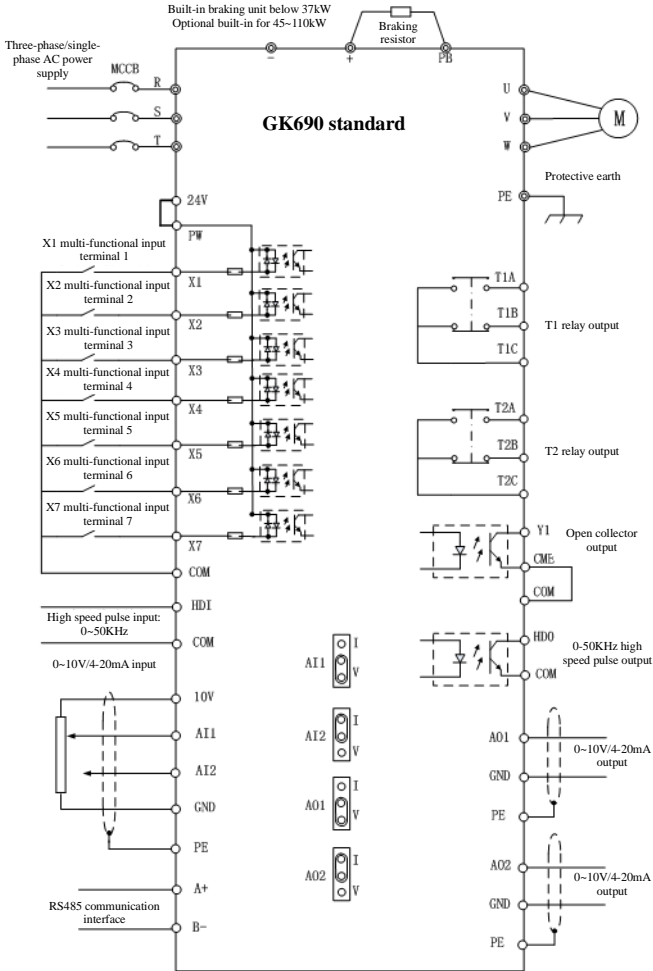 Built-in braking unit below 37kW
Optional built-in for 45~110kW
Braking
resistor
Three-phase/single-
phase AC power
supply
MCCB
-
+
PB
R
S
T
GK690 standard
U
V
W
M
Protective earth
PE
24V
PW
X1 multi-functional input
terminal 1
X1
X2 multi-functional input
terminal 2
X2
X3 multi-functional input
terminal 3
X3
X4 multi-functional input
terminal 4
X4
X5 multi-functional input
terminal 5
X5
X6 multi-functional input
terminal 6
X6
X7 multi-functional input
terminal 7
X7
COM
T1A
T1B
T1C
T1 relay output
T2A
T2B
T2C
T2 relay output
Y1
CME
COM
Open collector
output
HDI
High speed pulse input:
0~50KHz
COM
HDO
COM
0-50KHz high
speed pulse output
0~10V/4-20mA input
10V
AI1
AI2
GND
PE
AI1
I
V
AI2
I
V
AO1
I
V
AO2
I
V
AO1
GND
PE
0~10V/4-20mA
output
AO2
GND
PE
0~10V/4-20mA
output
A+
RS485 communication
interface
B-